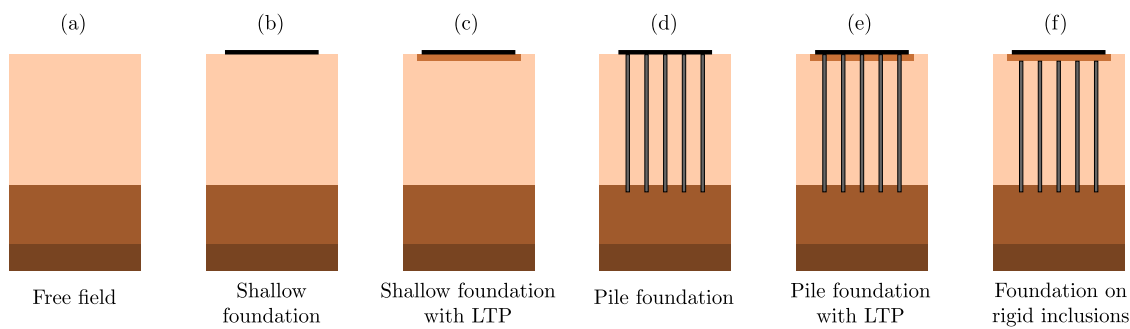 (a)
(b)
(c)
(d)
(e)
(f)
Free field
Shallow
foundation
Shallow foundation
with LTP
Pile foundation
Pile foundation
with LTP
Foundation on
rigid inclusions